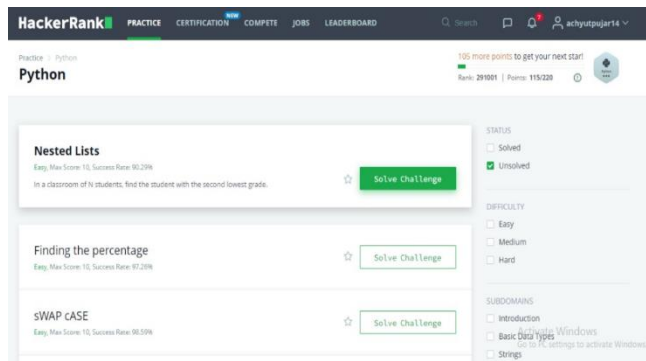 HackerRank
PRACTICE CERTIFICATION NEW COMPETE JOBS LEADERBOARD
Search
achyutpujar14
Practice > Python
Python
105 more points to get your next star!
Rank: 291001 | Points: 115/220
Nested Lists
Easy, Max Score: 10, Success Rate: 90.29%
In a classroom of N students, find the student with the second lowest grade.
Solve Challenge
Finding the percentage
Easy, Max Score: 10, Success Rate: 97.28%
Solve Challenge
sWAP cASE
Easy, Max Score: 10, Success Rate: 98.59%
Solve Challenge
STATUS
Solved
Unsolved
DIFFICULTY
Easy
Medium
Hard
SUBDOMAINS
Introduction
Basic Data Types
Strings
Activate Windows
Go to PC settings to activate Windows